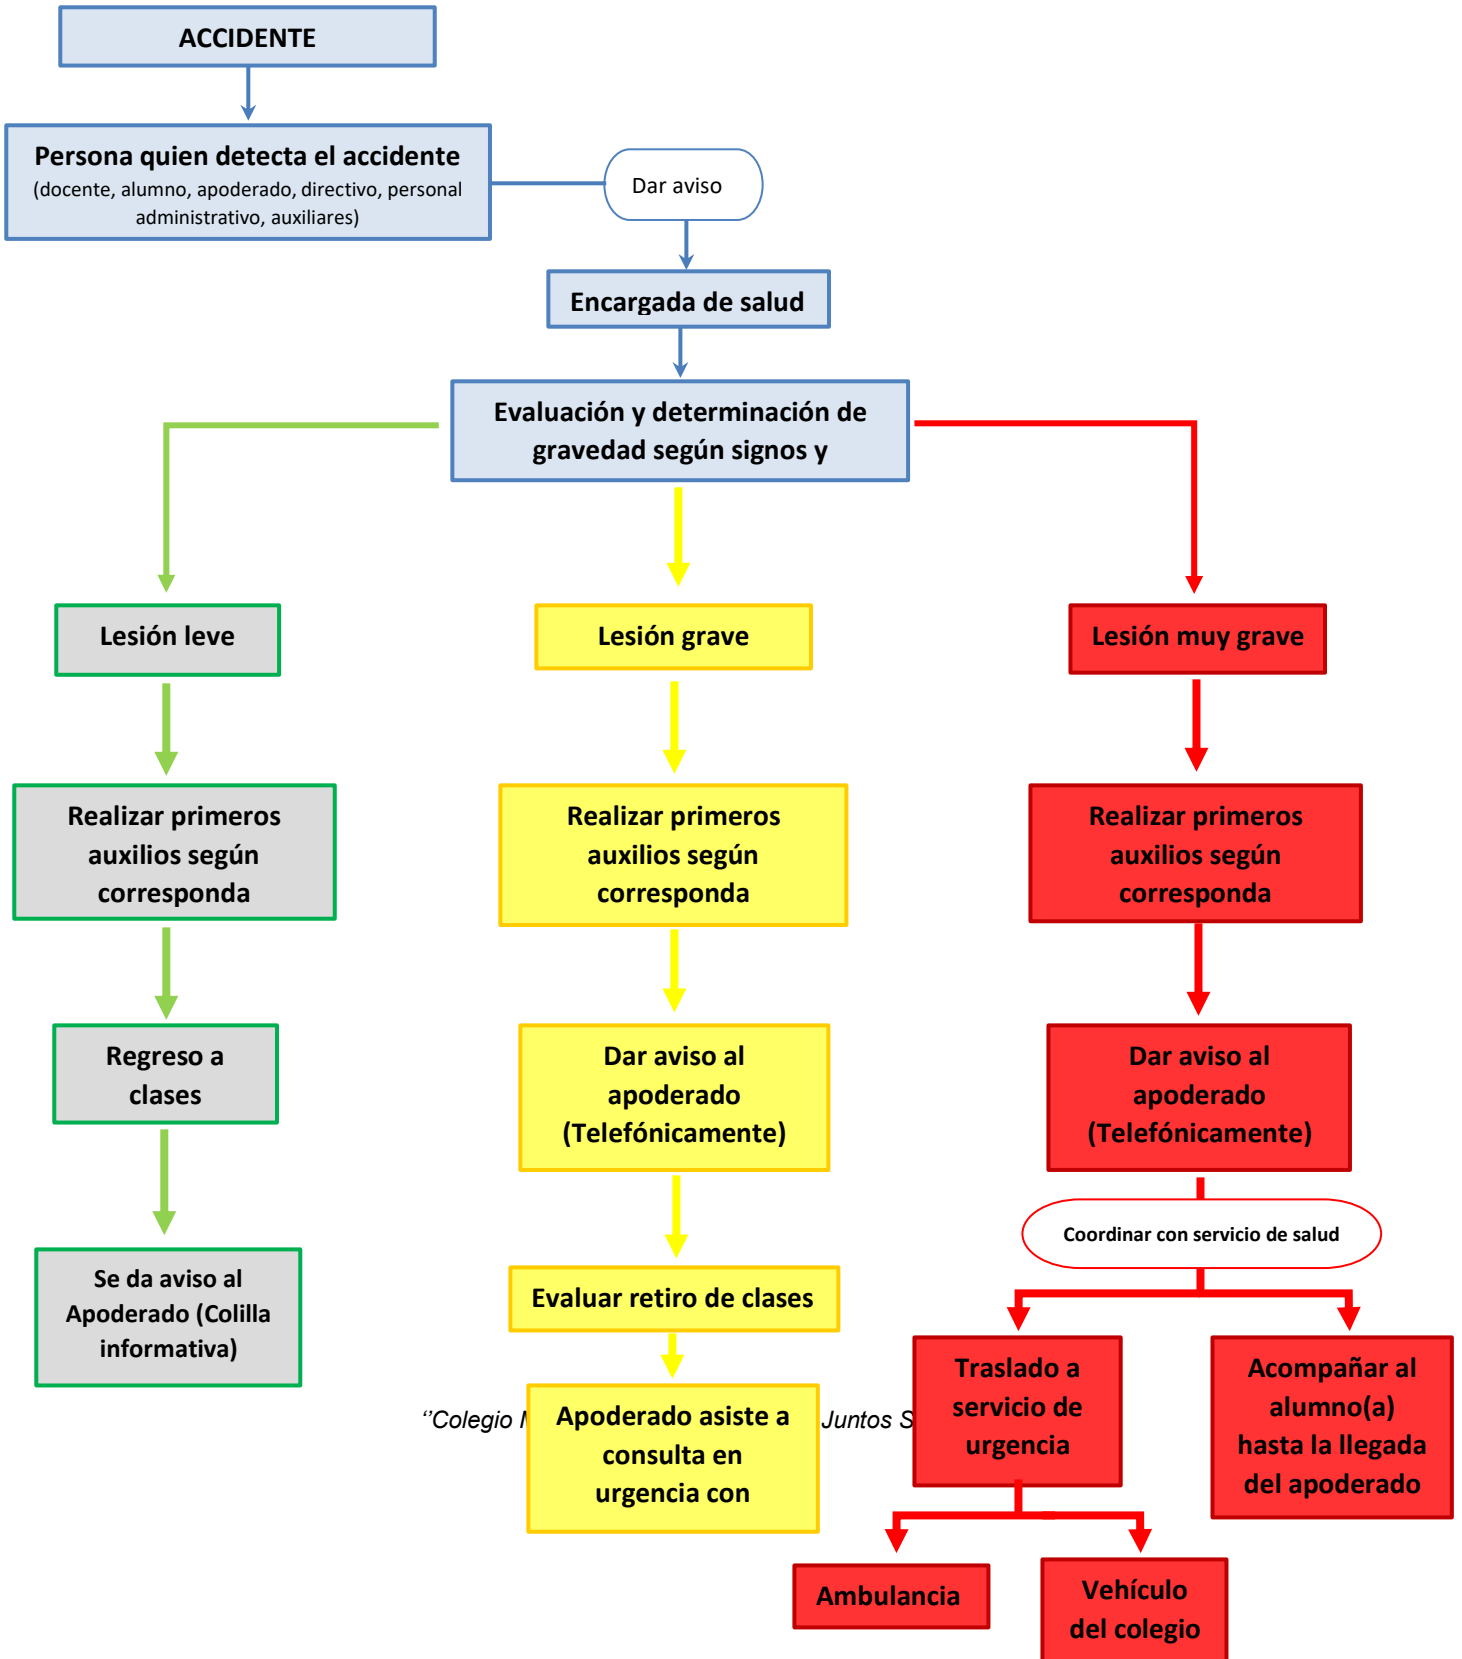 ACCIDENTE
Persona quien detecta el accidente
(docente, alumno, apoderado, directivo, personal
administrativo, auxiliares)
Dar aviso
Encargada de salud
Evaluación y determinación de
gravedad según signos y
Lesión leve
Lesión grave
Lesión muy grave
Realizar primeros
auxilios según
corresponda
Realizar primeros
auxilios según
corresponda
Realizar primeros
auxilios según
corresponda
Regreso a
clases
Dar aviso al
apoderado
(Telefónicamente)
Dar aviso al
apoderado
(Telefónicamente)
Coordinar con servicio de salud
Se da aviso al
Apoderado (Colilla
informativa)
Evaluar retiro de clases
Apoderado asiste a
consulta en
urgencia con
Traslado a
servicio de
urgencia
Acompañar al
alumno(a)
hasta la llegada
del apoderado
‘’Colegio
Juntos
Ambulancia
Vehículo
del colegio